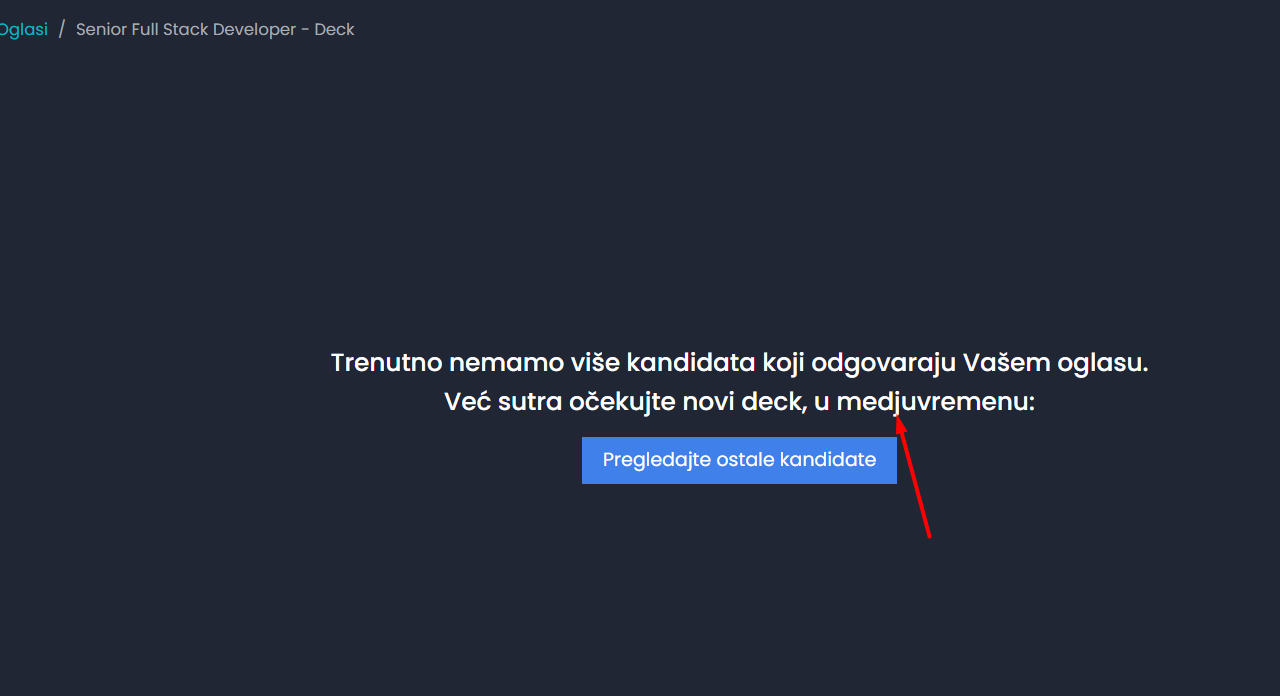 Oglasi / Senior Full Stack Developer - Deck
Trenutno nemamo više kandidata koji odgovaraju Vašem oglasu.
Već sutra očekujte novi deck, u medjuvremenu:
Pregledajte ostale kandidate